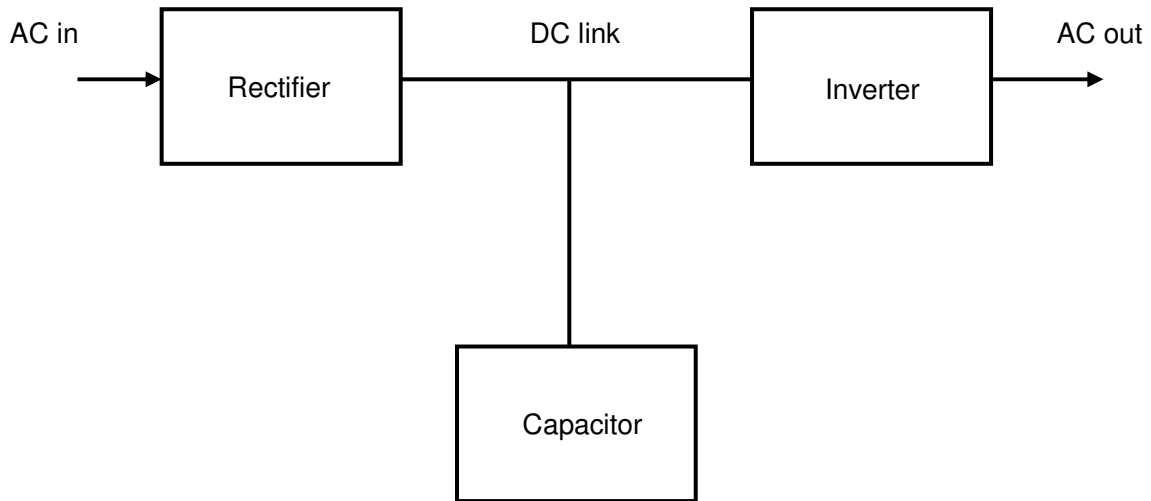 AC in
DC link
AC out
Rectifier
Inverter
Capacitor